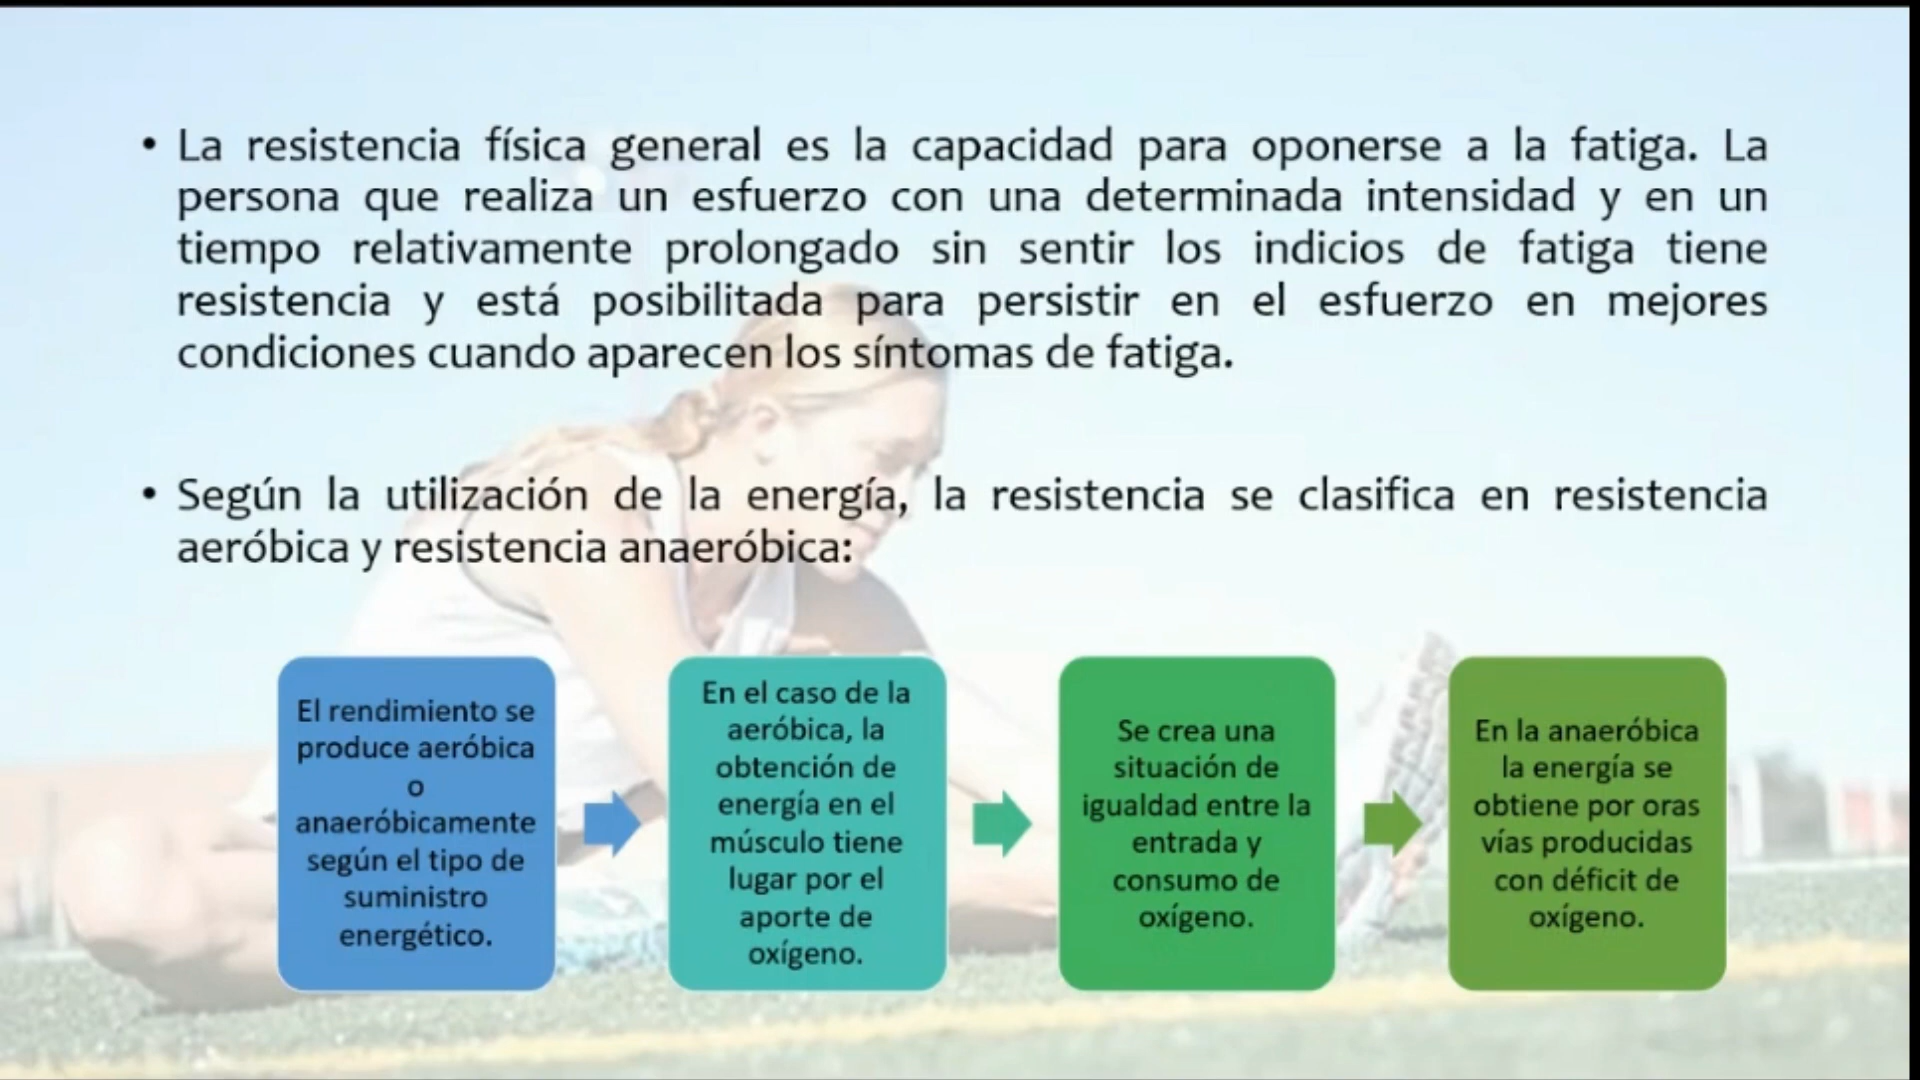 • La resistencia física general es la capacidad para oponerse a la fatiga. La
persona que realiza un esfuerzo con una determinada intensidad y en un
tiempo relativamente prolongado sin sentir los indicios de fatiga tiene
resistencia y está posibilitada para persistir en el esfuerzo en mejores
condiciones cuando aparecen los síntomas de fatiga.
• Según la utilización de la energía, la resistencia se clasifica en resistencia
aeróbica y resistencia anaeróbica:
El rendimiento se
produce aeróbica
o
anaeróbicamente
según el tipo de
suministro
energético.
En el caso de la
aeróbica, la
obtención de
energía en el
músculo tiene
lugar por el
aporte de
oxígeno.
Se crea una
situación de
igualdad entre la
entrada y
consumo de
oxígeno.
En la anaeróbica
la energía se
obtiene por oras
vías producidas
con déficit de
oxígeno.